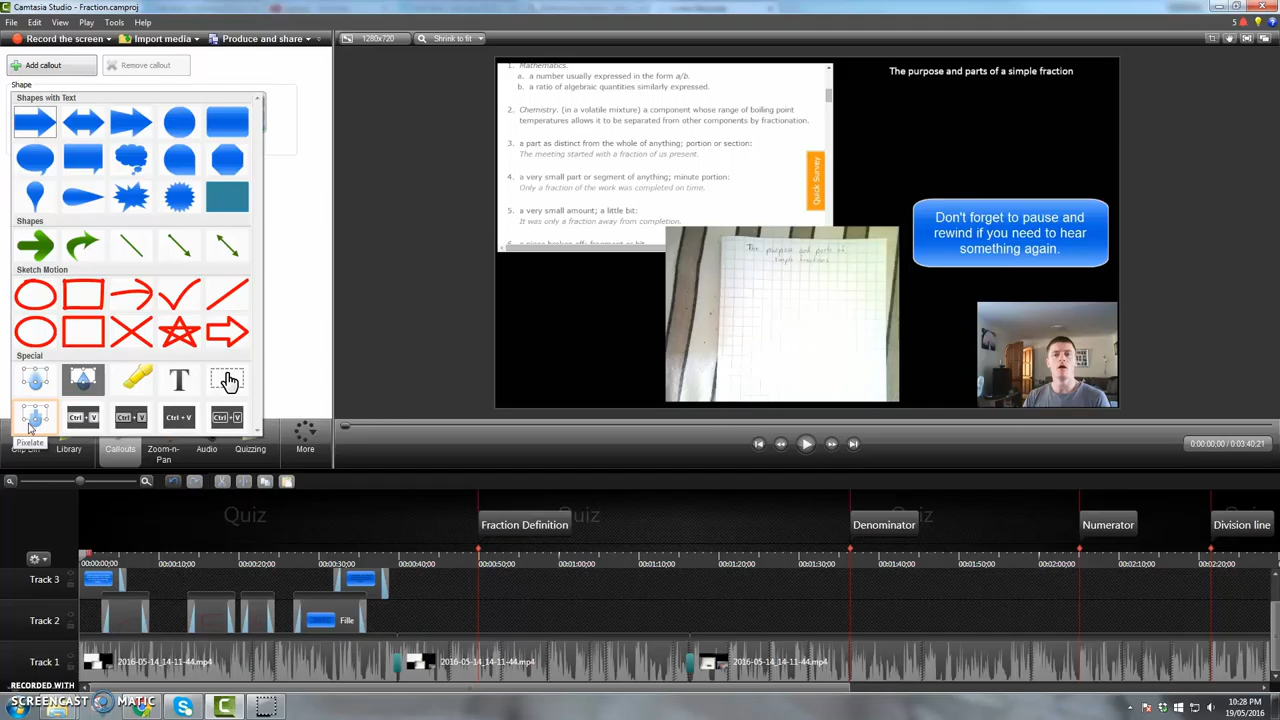 Camtasia Studio - Fraction.camproj
File Edit View Play Tools Help
5
Record the screen Import media Produce and share
1280x720 Shrink to fit
Add callout Remove callout
Shape
Shapes with Text
Shapes
Sketch Motion
Special
T
Ctrl + V Ctrl + V Ctrl + V Ctrl + V
Pixelate
Clip Bin Library Callouts Zoom-n-Pan Audio Quizzing More
1. Mathematics.
a. a number usually expressed in the form a/b.
b. a ratio of algebraic quantities similarly expressed.
2. Chemistry. (in a volatile mixture) a component whose range of boiling point
temperatures allows it to be separated from other components by fractionation.
3. a part as distinct from the whole of anything; portion or section:
The meeting started with a fraction of us present.
4. a very small part or segment of anything; minute portion:
Only a fraction of the work was completed on time.
5. a very small amount; a little bit:
It was only a fraction away from completion.
Quick Survey
The purpose and parts of a simple fraction
The purpose and parts of
simple fractions
Don't forget to pause and
rewind if you need to hear
something again.
0:00:00;00 / 0:03:40;21
Quiz Fraction Definition Quiz Denominator Quiz Numerator Division line
00:00:00;00 00:00:10;00 00:00:20;00 00:00:30;00 00:00:40;00 00:00:50;00 00:01:00;00 00:01:10;00 00:01:20;00 00:01:30;00 00:01:40;00 00:01:50;00 00:02:00;00 00:02:10;00 00:02:20;00
Track 3
Track 2 Fille
Track 1 2016-05-14_14-11-44.mp4 2016-05-14_14-11-44.mp4 2016-05-14_14-11-44.mp4
RECORDED WITH
SCREENCAST MATIC
10:28 PM
19/05/2016